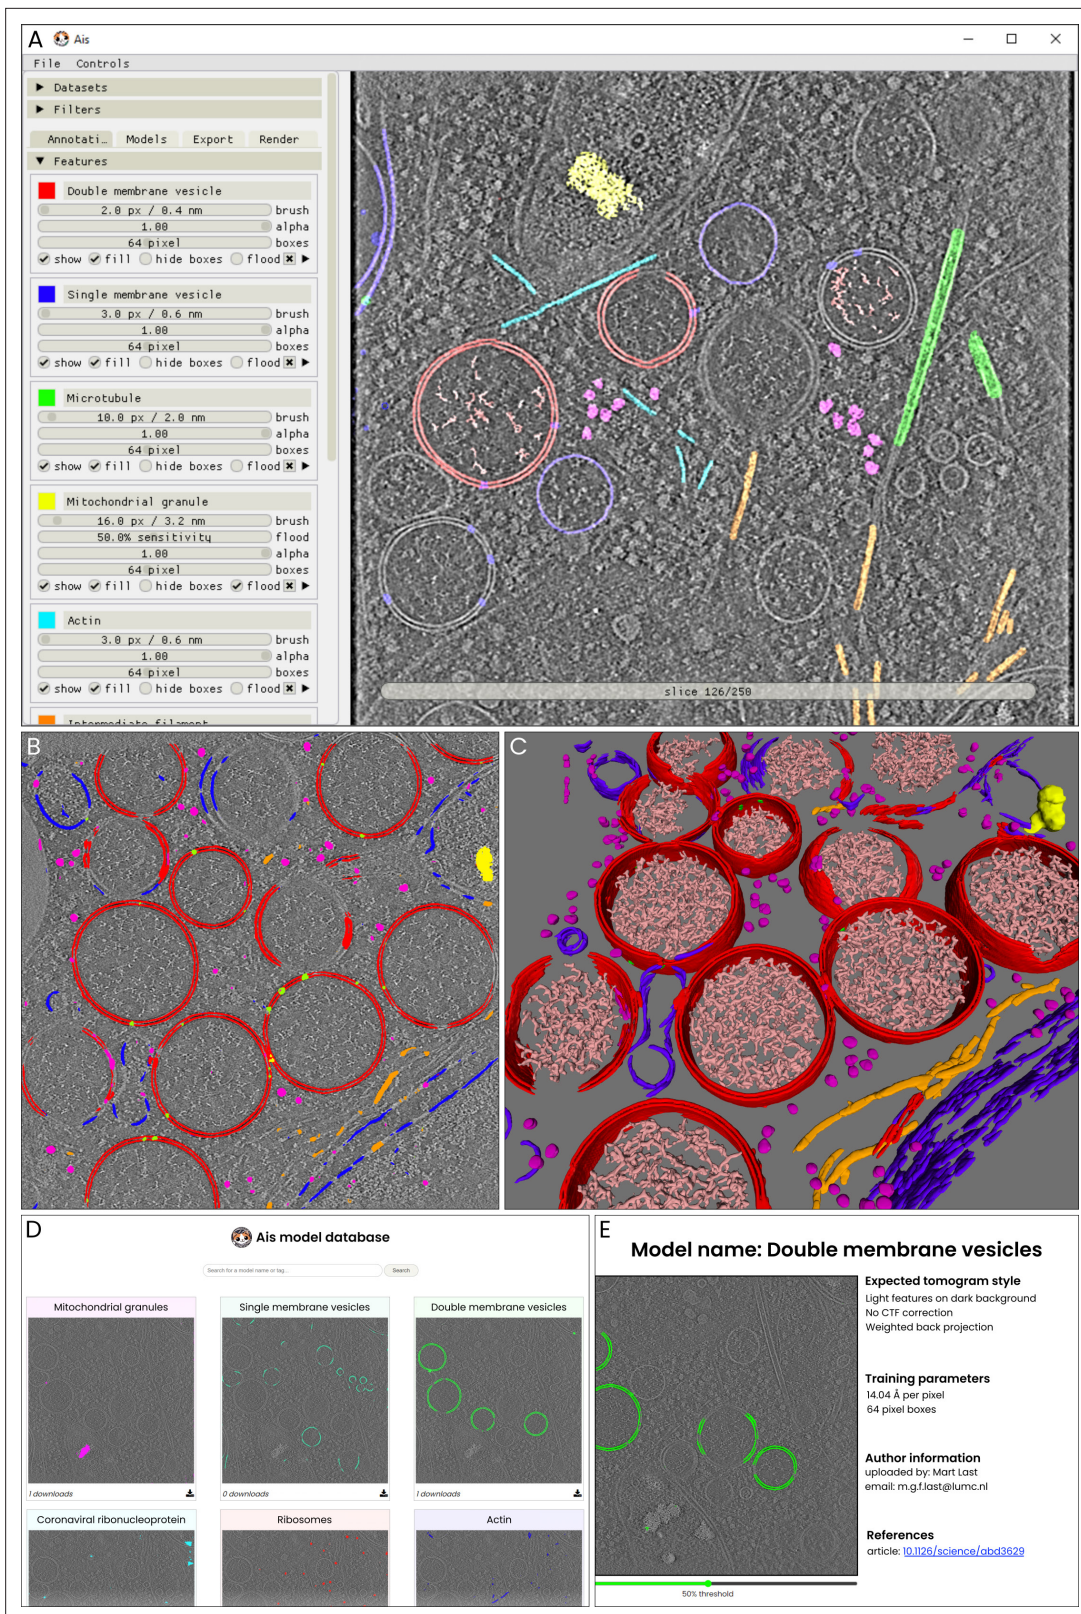 A
Ais
File Controls
Datasets
Filters
Annotati… Models Export Render
Features
Double membrane vesicle
2.0 px / 0.4 nm brush
1.00 alpha
64 pixel boxes
show fill hide boxes flood
Single membrane vesicle
3.0 px / 0.6 nm brush
1.00 alpha
64 pixel boxes
show fill hide boxes flood
Microtubule
10.0 px / 2.0 nm brush
1.00 alpha
64 pixel boxes
show fill hide boxes flood
Mitochondrial granule
16.0 px / 3.2 nm brush
50.0% sensitivity flood
1.00 alpha
64 pixel boxes
show fill hide boxes flood
Actin
3.0 px / 0.6 nm brush
1.00 alpha
64 pixel boxes
show fill hide boxes flood
Intermediate filament
slice 126/250
B
C
D
Ais model database
Search for a model name or tag... Search
Mitochondrial granules
Single membrane vesicles
Double membrane vesicles
1 downloads
0 downloads
1 downloads
Coronaviral ribonucleoprotein
Ribosomes
Actin
E
Model name: Double membrane vesicles
Expected tomogram style
Light features on dark background
No CTF correction
Weighted back projection
Training parameters
14.04 Å per pixel
64 pixel boxes
Author information
uploaded by: Mart Last
email: m.g.f.last@lumc.nl
References
article: 10.1126/science/abd3629
50% threshold